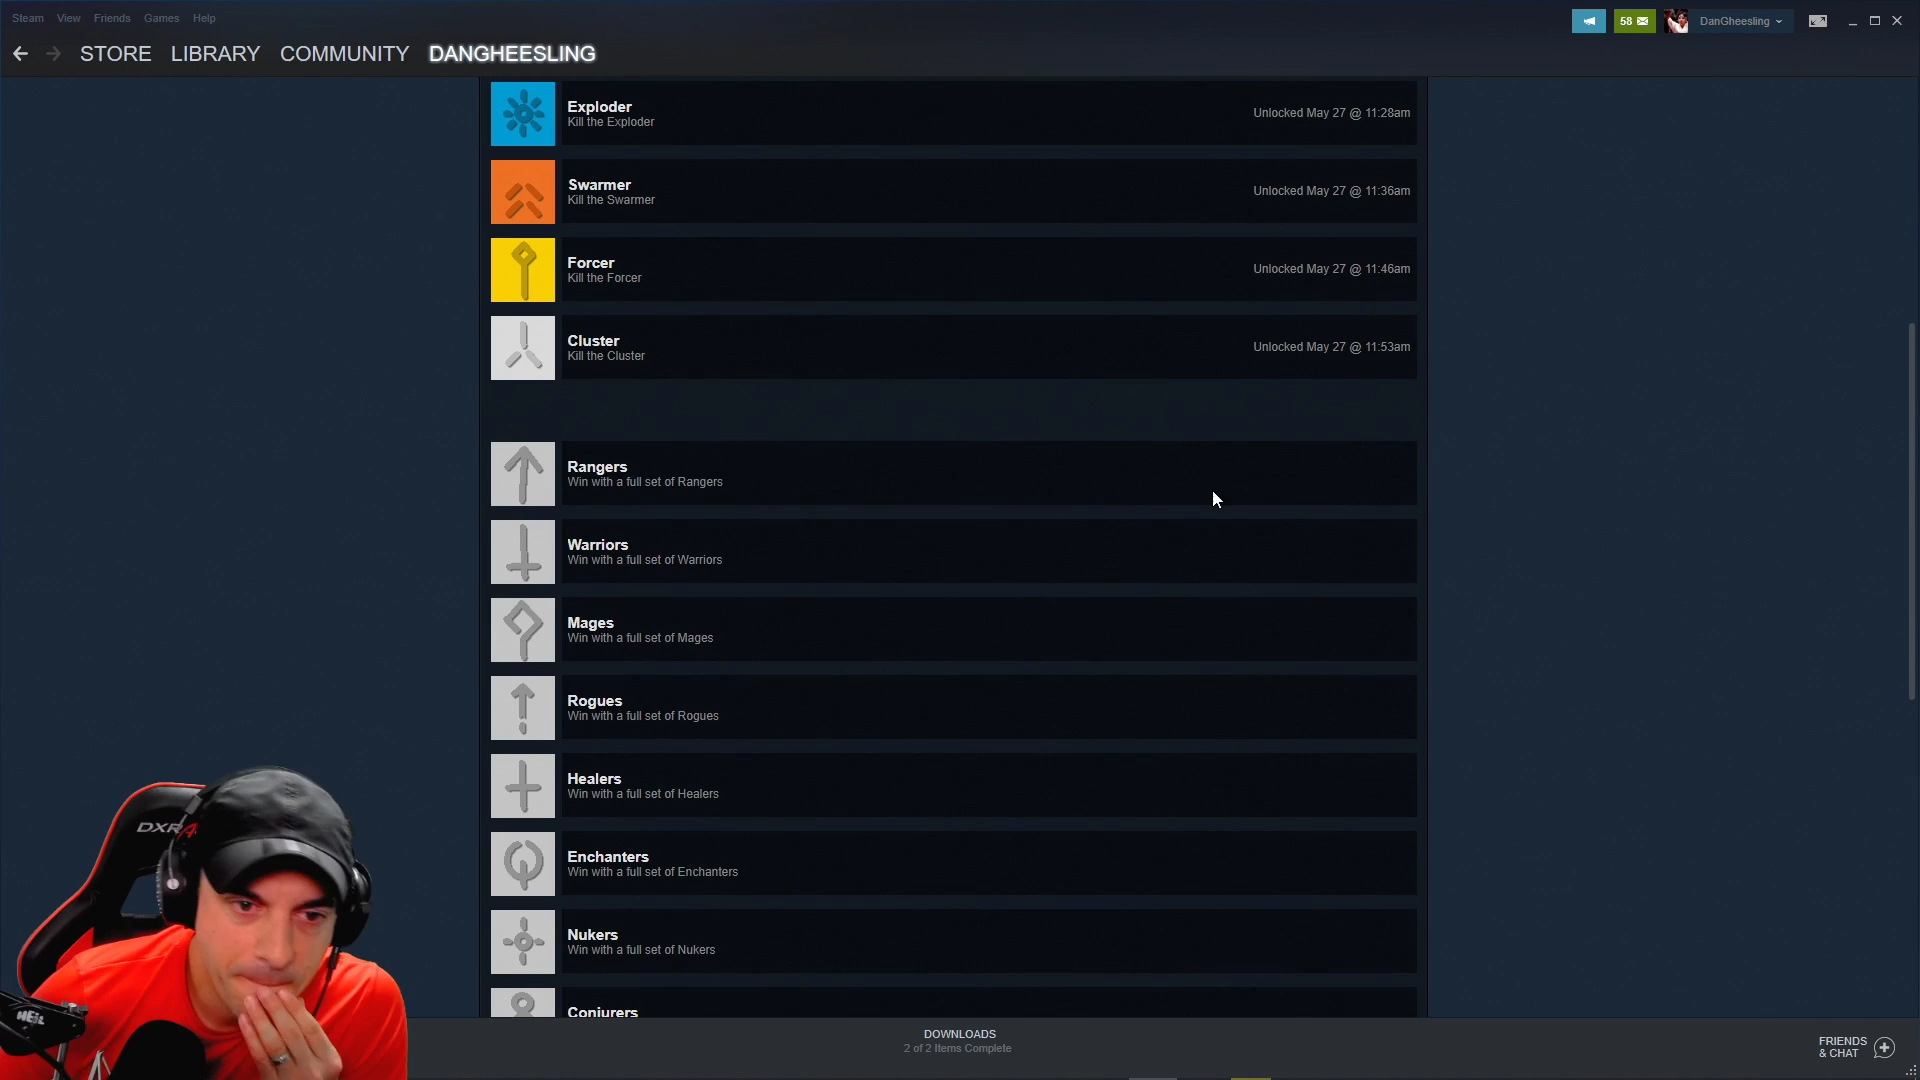 Steam View Friends Games Help
58
DanGheesling
STORE LIBRARY COMMUNITY DANGHEESLING
Exploder
Kill the Exploder
Unlocked May 27 @ 11:28am
Swarmer
Kill the Swarmer
Unlocked May 27 @ 11:36am
Forcer
Kill the Forcer
Unlocked May 27 @ 11:46am
Cluster
Kill the Cluster
Unlocked May 27 @ 11:53am
Rangers
Win with a full set of Rangers
Warriors
Win with a full set of Warriors
Mages
Win with a full set of Mages
Rogues
Win with a full set of Rogues
Healers
Win with a full set of Healers
Enchanters
Win with a full set of Enchanters
Nukers
Win with a full set of Nukers
Conjurers
DXRA
HEIL
DOWNLOADS
2 of 2 Items Complete
FRIENDS
& CHAT